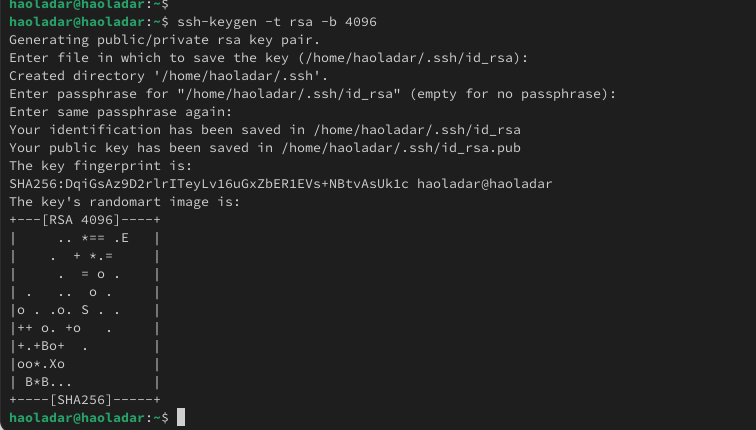 haoladar@haoladar:~$
haoladar@haoladar:~$ ssh-keygen -t rsa -b 4096
Generating public/private rsa key pair.
Enter file in which to save the key (/home/haoladar/.ssh/id_rsa):
Created directory '/home/haoladar/.ssh'.
Enter passphrase for "/home/haoladar/.ssh/id_rsa" (empty for no passphrase):
Enter same passphrase again:
Your identification has been saved in /home/haoladar/.ssh/id_rsa
Your public key has been saved in /home/haoladar/.ssh/id_rsa.pub
The key fingerprint is:
SHA256:DqiGsAz9D2rlrITeyLv16uGxZbER1EVs+NBtvAsUk1c haoladar@haoladar
The key's randomart image is:
+---[RSA 4096]----+
|     .. *== .E   |
|    .  + *.=     |
|     .  = o .    |
| .   ..  o .     |
|o . .o. S . .    |
|++ o. +o   .     |
|+.+Bo+  .        |
|oo*.Xo           |
| B*B...          |
+----[SHA256]-----+
haoladar@haoladar:~$